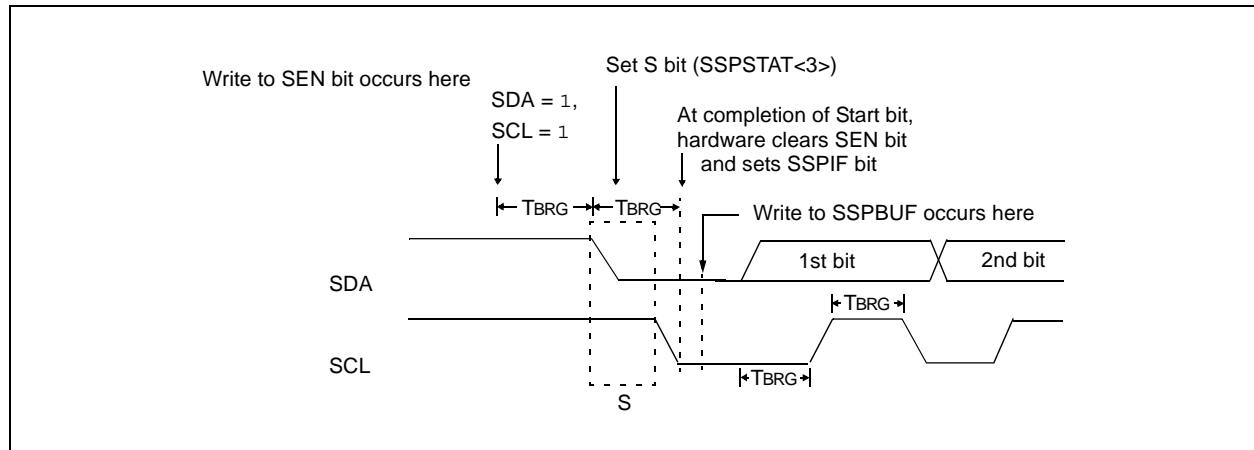 Write to SEN bit occurs here
Set S bit (SSPSTAT<3>)
SDA = 1,
SCL = 1
At completion of Start bit,
hardware clears SEN bit
and sets SSPIF bit
TBRG
TBRG
Write to SSPBUF occurs here
SDA
1st bit
2nd bit
TBRG
SCL
TBRG
S